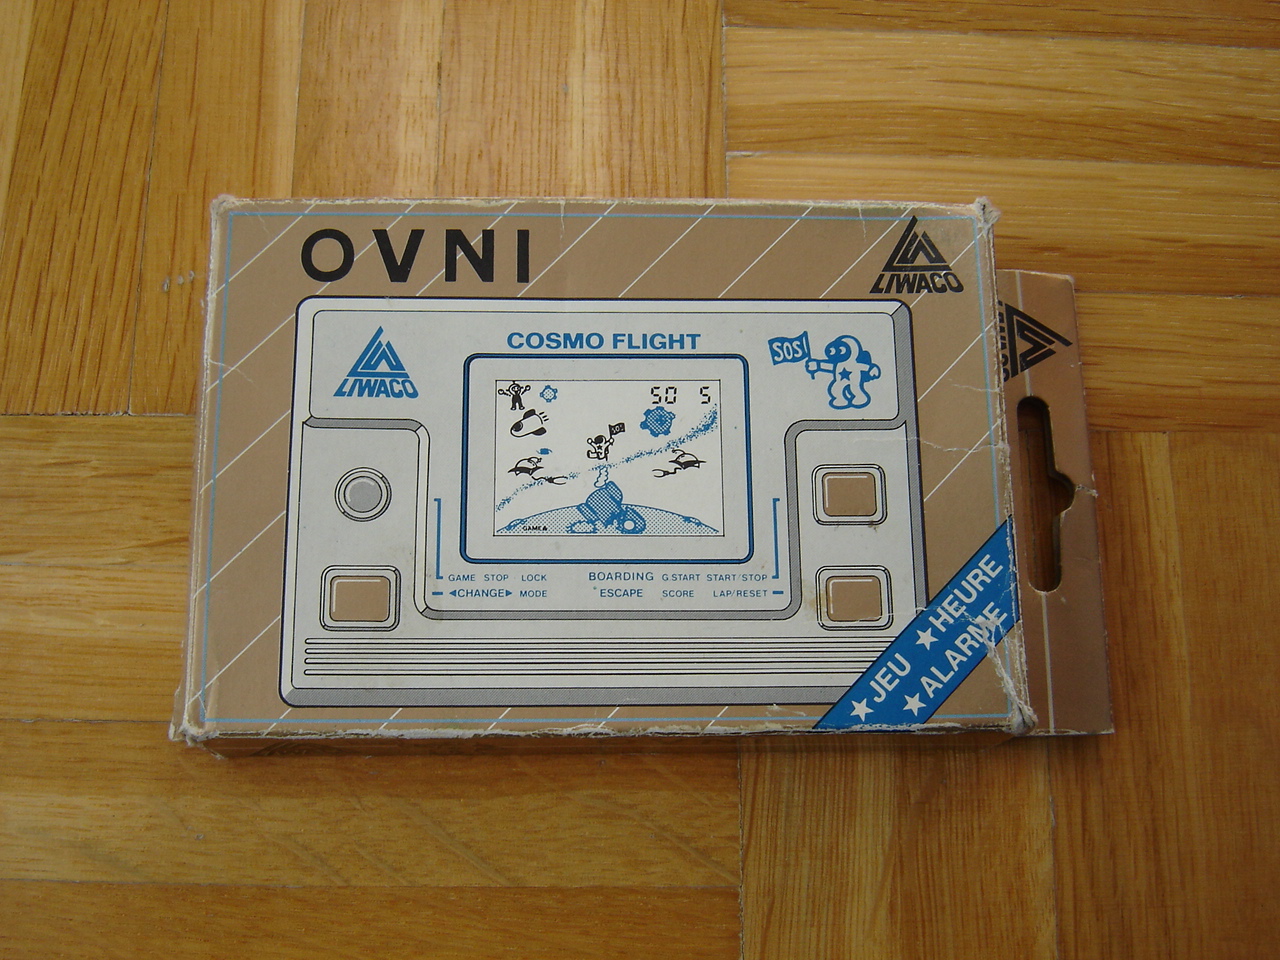 OVNI
LIWACO
COSMO FLIGHT
LIWACO
SOS!
50 5
SOS
GAME A
GAME STOP LOCK
◄CHANGE► MODE
BOARDING G.START START/STOP
ESCAPE SCORE LAP/RESET
★ JEU ★ HEURE
★ ALARME